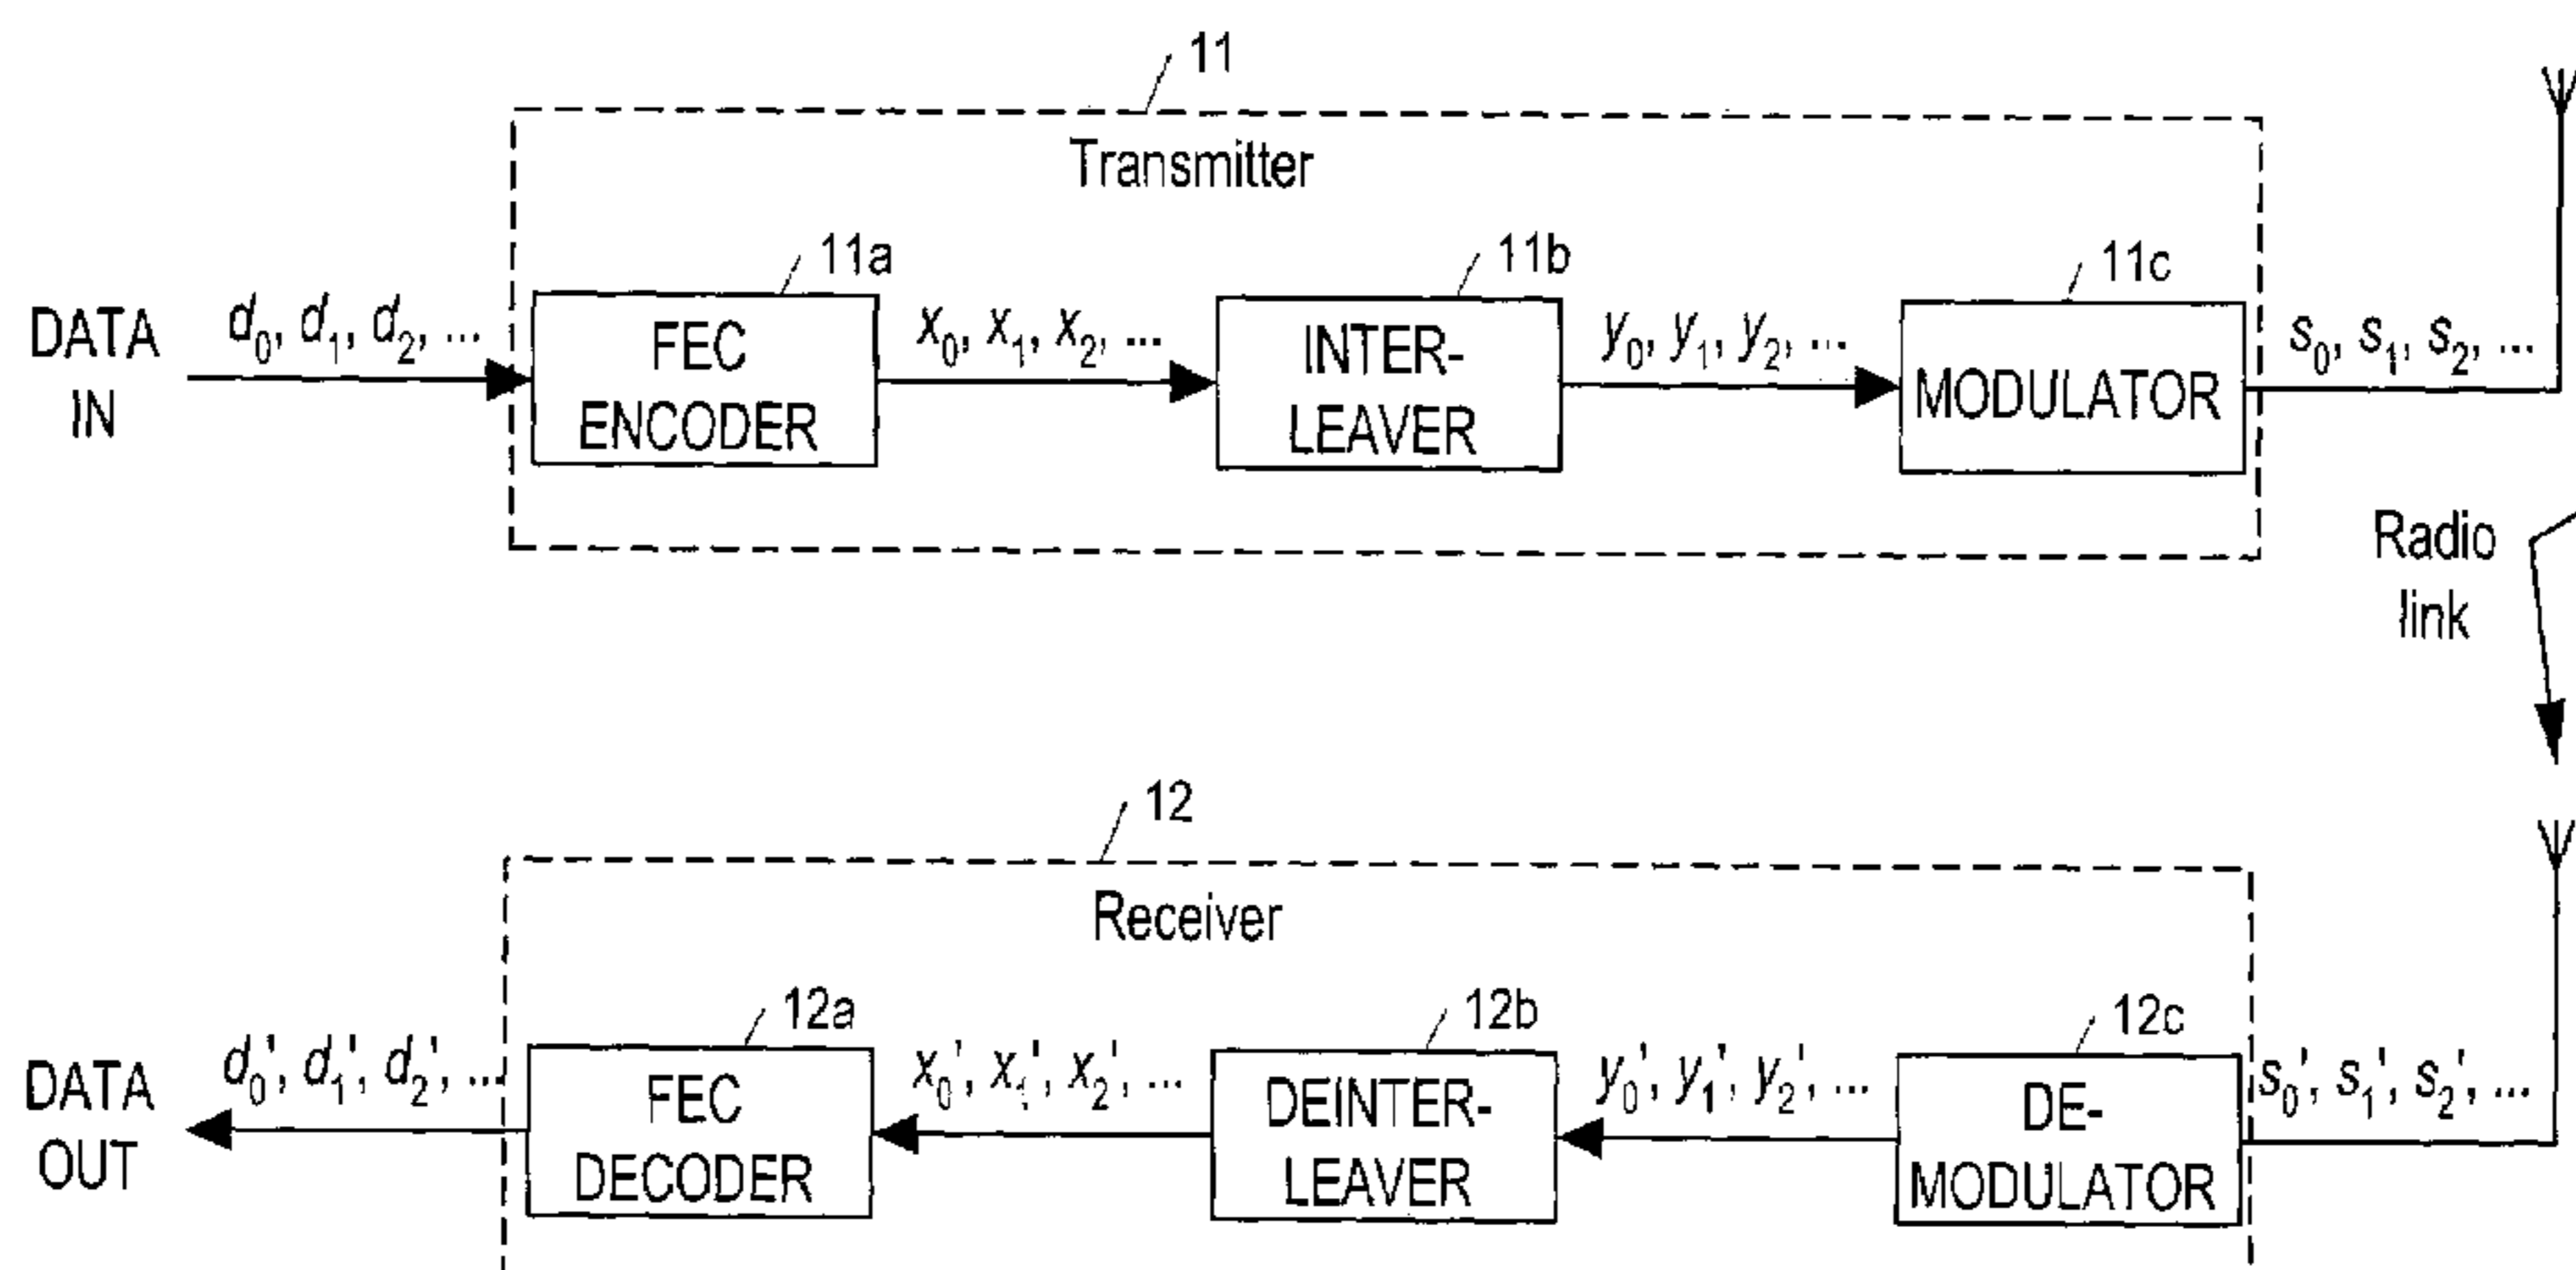 11
Transmitter
11a
11b
11c
DATA
IN
d₀, d₁, d₂, ...
FEC
ENCODER
x₀, x₁, x₂, ...
INTER-
LEAVER
y₀, y₁, y₂, ...
MODULATOR
s₀, s₁, s₂, ...
Radio
link
12
Receiver
12a
12b
12c
DATA
OUT
d₀', d₁', d₂', ...
FEC
DECODER
x₀', x₁', x₂', ...
DEINTER-
LEAVER
y₀', y₁', y₂', ...
DE-
MODULATOR
s₀', s₁', s₂', ...